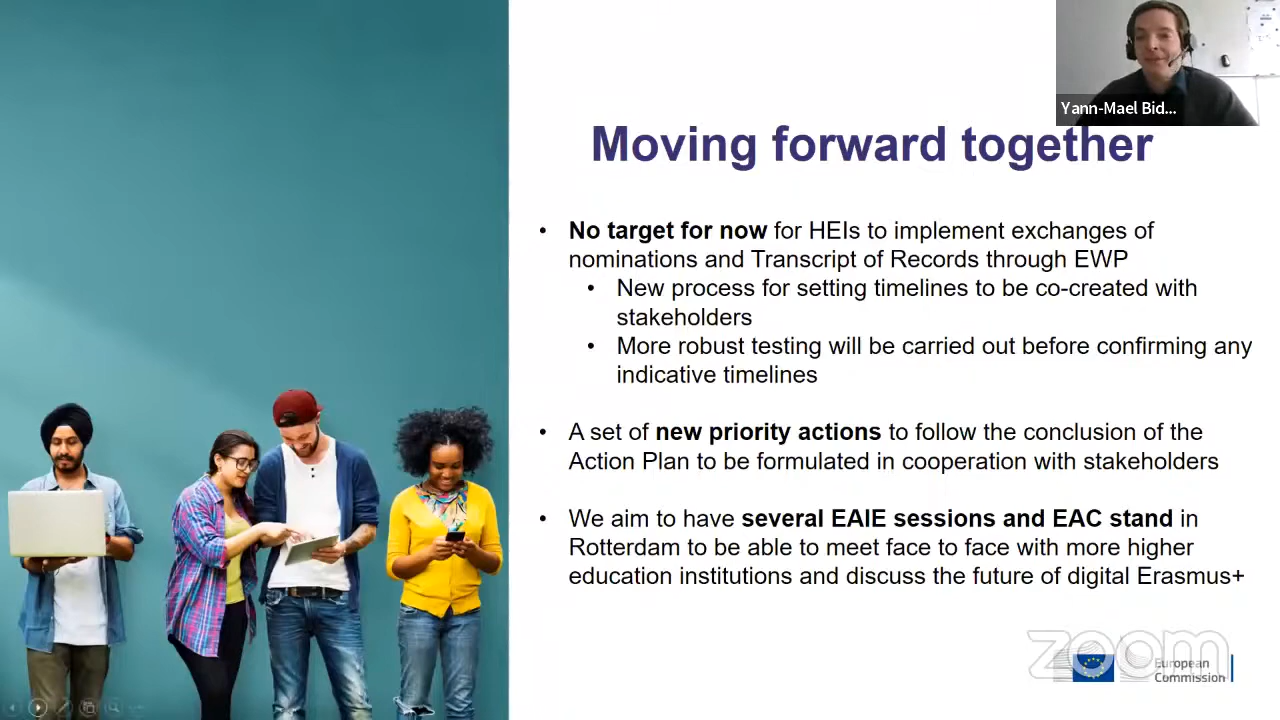 Yann-Mael Bid...
Moving forward together
• No target for now for HEIs to implement exchanges of
nominations and Transcript of Records through EWP
• New process for setting timelines to be co-created with
stakeholders
• More robust testing will be carried out before confirming any
indicative timelines
• A set of new priority actions to follow the conclusion of the
Action Plan to be formulated in cooperation with stakeholders
• We aim to have several EAIE sessions and EAC stand in
Rotterdam to be able to meet face to face with more higher
education institutions and discuss the future of digital Erasmus+
zoom
European
Commission